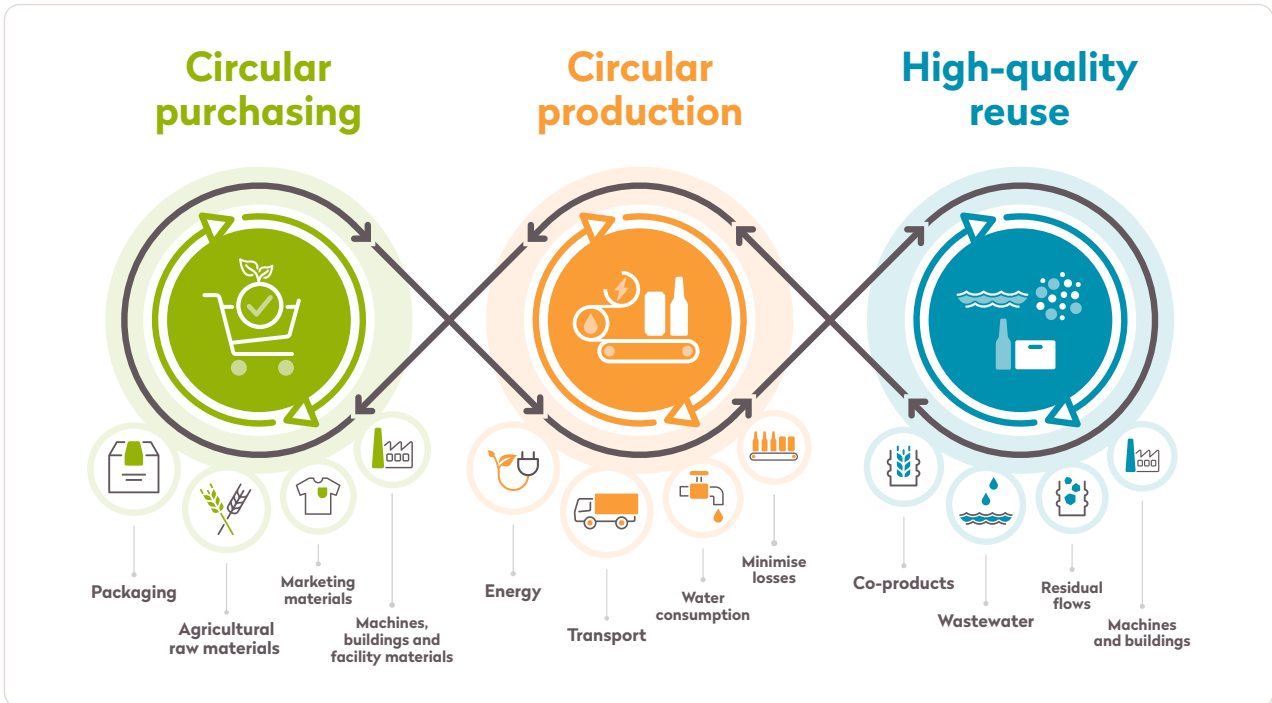 Circular
purchasing
Circular
production
High-quality
reuse
Packaging
Agricultural
raw materials
Marketing
materials
Machines,
buildings and
facility materials
Energy
Transport
Water
consumption
Minimise
losses
Co-products
Wastewater
Residual
flows
Machines
and buildings